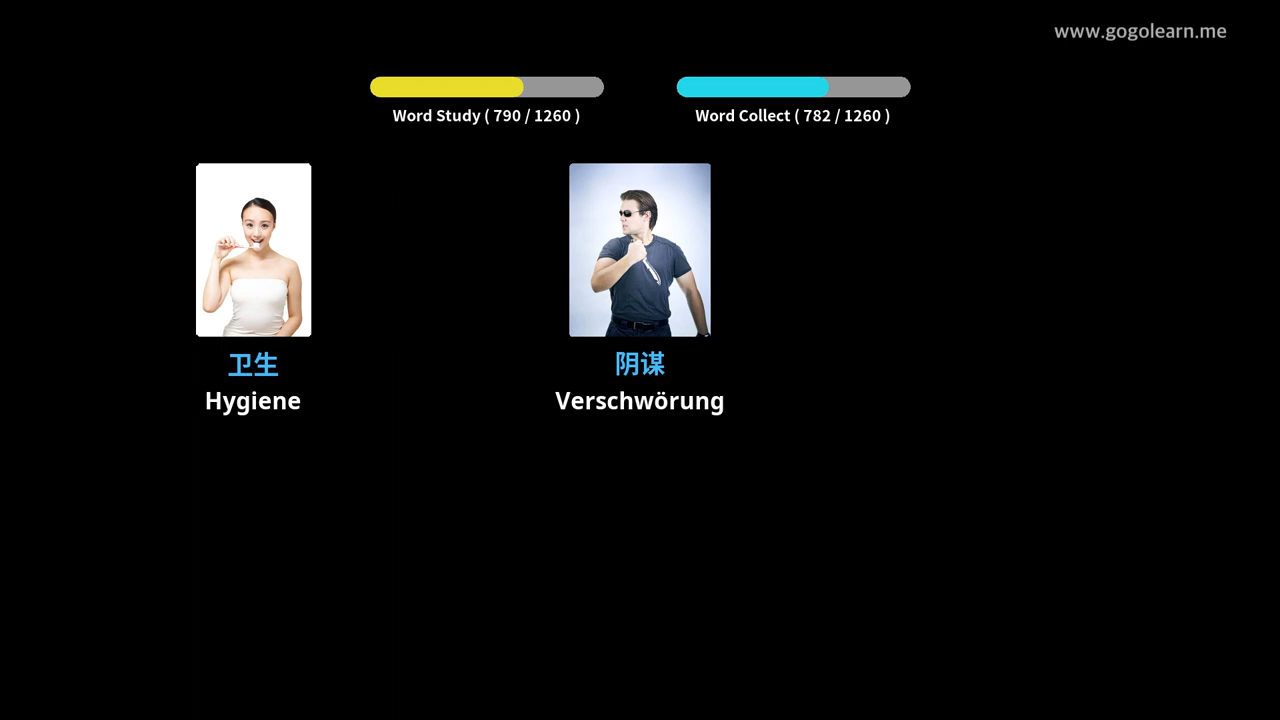 www.gogolearn.me
Word Study ( 790 / 1260 )
Word Collect ( 782 / 1260 )
卫生
Hygiene
阴谋
Verschwörung